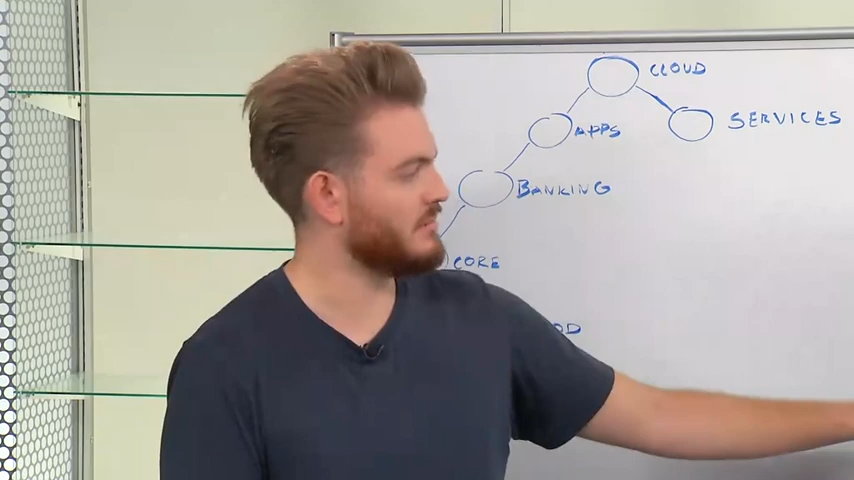 CLOUD
APPS
SERVICES
BANKING
CORE